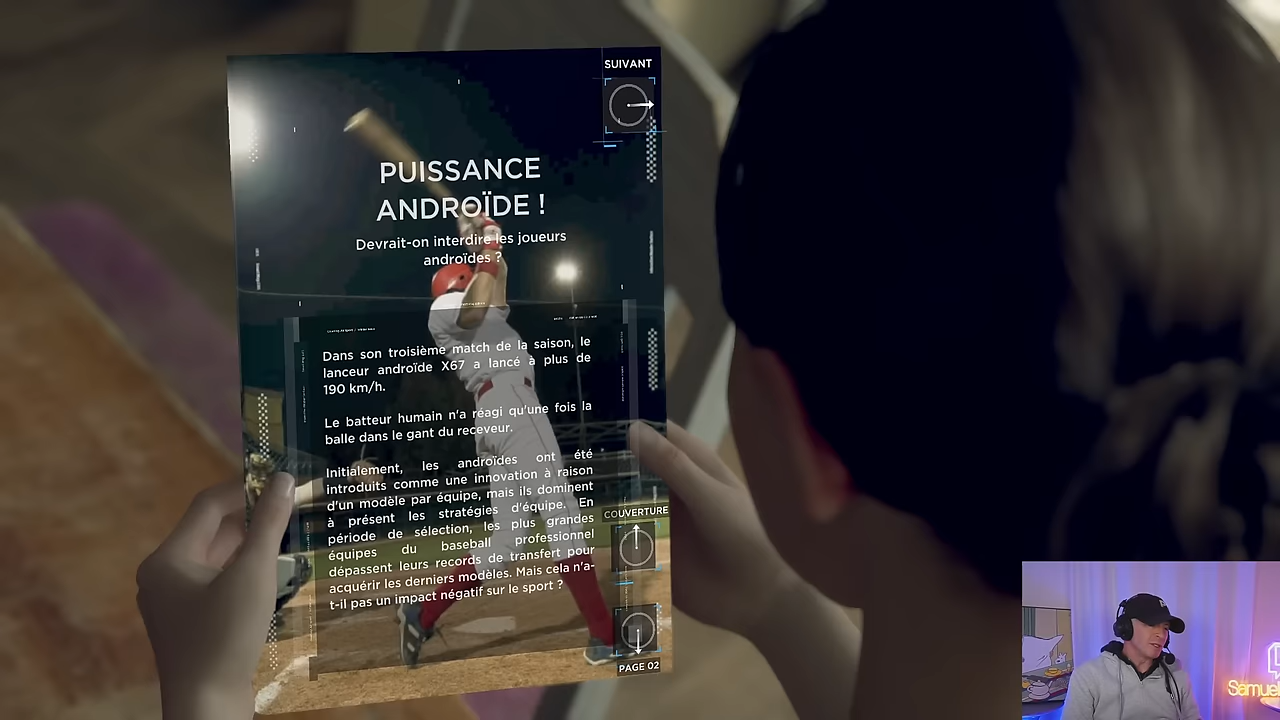 SUIVANT
PUISSANCE
ANDROÏDE !
Devrait-on interdire les joueurs
androïdes ?
Dans son troisième match de la saison, le
lanceur androïde X67 a lancé à plus de
190 km/h.
Le batteur humain n'a réagi qu'une fois la
balle dans le gant du receveur.
Initialement, les androïdes ont été
introduits comme une innovation à raison
d'un modèle par équipe, mais ils dominent
à présent les stratégies d'équipe. En
période de sélection, les plus grandes
équipes du baseball professionnel
dépassent leurs records de transfert pour
acquérir les derniers modèles. Mais cela n'a-
t-il pas un impact négatif sur le sport ?
COUVERTURE
PAGE 02
Samuel